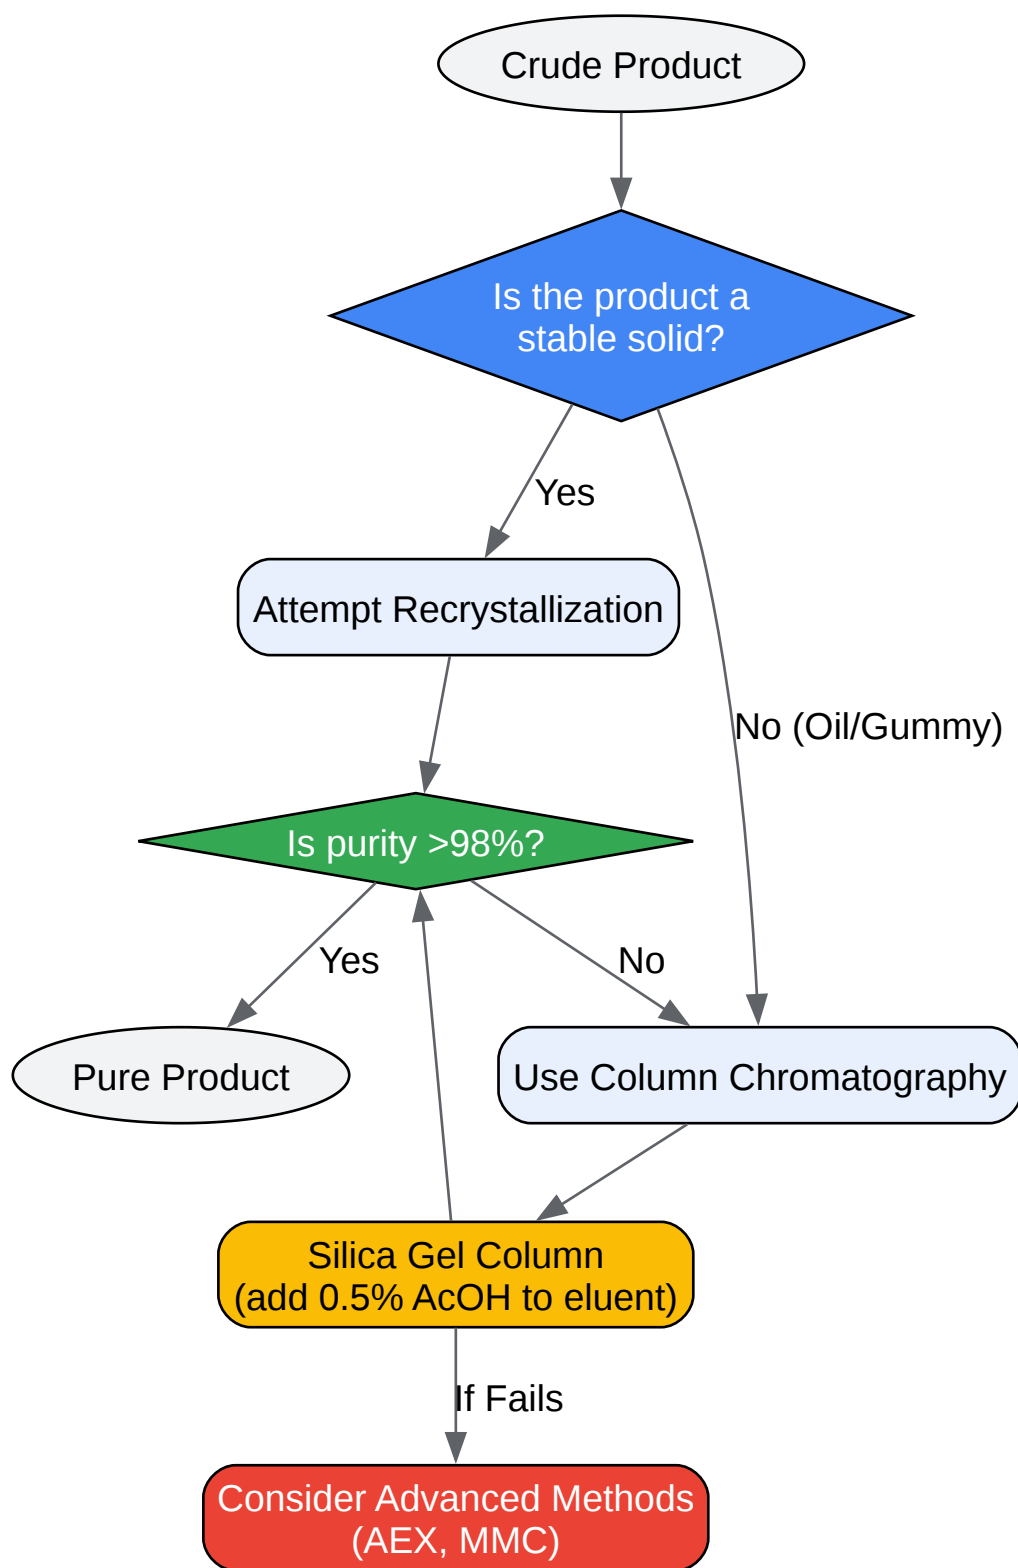 Crude Product
Is the product a
stable solid?
Yes
Attempt Recrystallization
No (Oil/Gummy)
Is purity >98%?
Yes
No
Pure Product
Use Column Chromatography
Silica Gel Column
(add 0.5% AcOH to eluent)
If Fails
Consider Advanced Methods
(AEX, MMC)